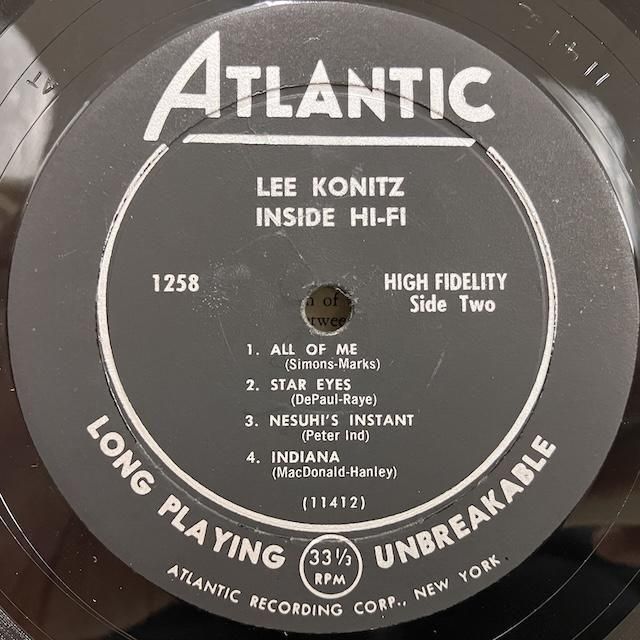 ATLANTIC
LEE KONITZ
INSIDE HI-FI
1258
HIGH FIDELITY
Side Two
n of
1. ALL OF ME
(Simons-Marks)
2. STAR EYES
(DePaul-Raye)
3. NESUHI'S INSTANT
(Peter Ind)
4. INDIANA
(MacDonald-Hanley)
(11412)
LONG PLAYING
33 1/3
RPM
UNBREAKABLE
ATLANTIC RECORDING CORP., NEW YORK
AT